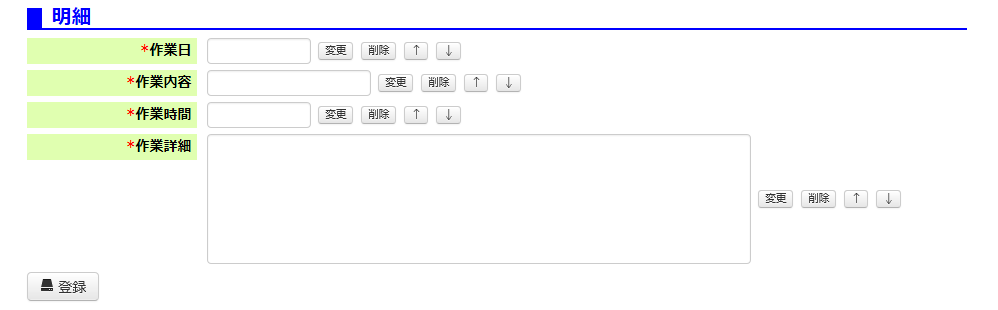 明細
*作業日 変更 削除 ↑ ↓
*作業内容 変更 削除 ↑ ↓
*作業時間 変更 削除 ↑ ↓
*作業詳細
変更 削除 ↑ ↓
登録